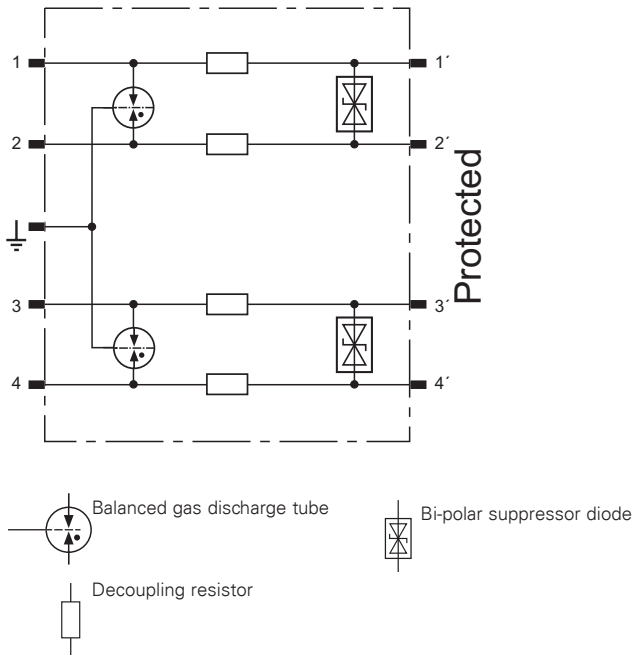 1 1´
2 2´
Protected
3 3´
4 4´
Balanced gas discharge tube
Bi-polar suppressor diode
Decoupling resistor